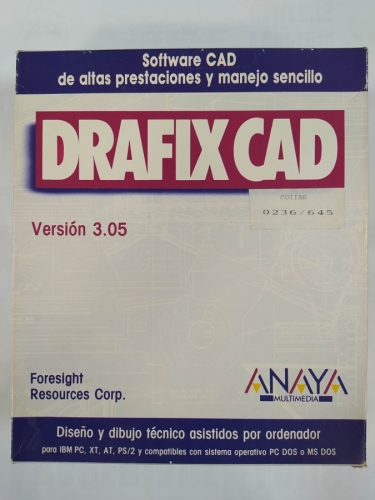 Software CAD
de altas prestaciones y manejo sencillo
DRAFIX CAD
0236/645
Versión 3.05
Foresight
Resources Corp.
ANAYA
MULTIMEDIA
Diseño y dibujo técnico asistidos por ordenador
para IBM PC, XT, AT, PS/2 y compatibles con sistema operativo PC DOS o MS DOS